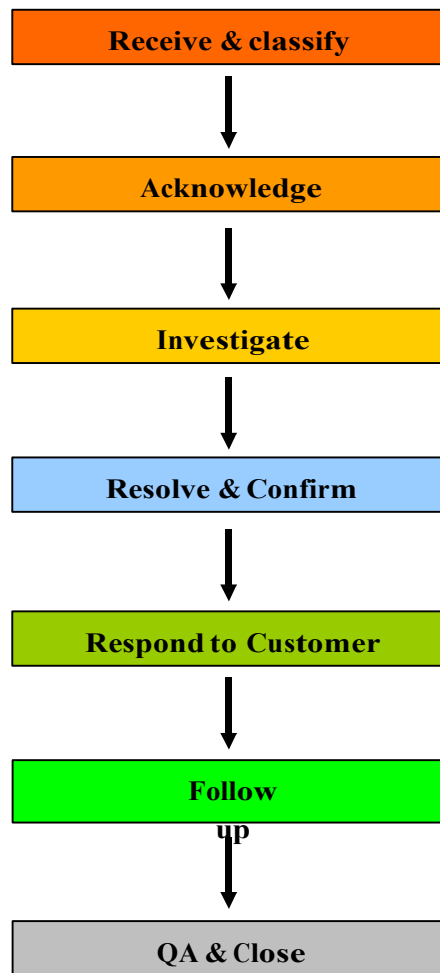 Receive & classify
Acknowledge
Investigate
Resolve & Confirm
Respond to Customer
Follow
up
QA & Close